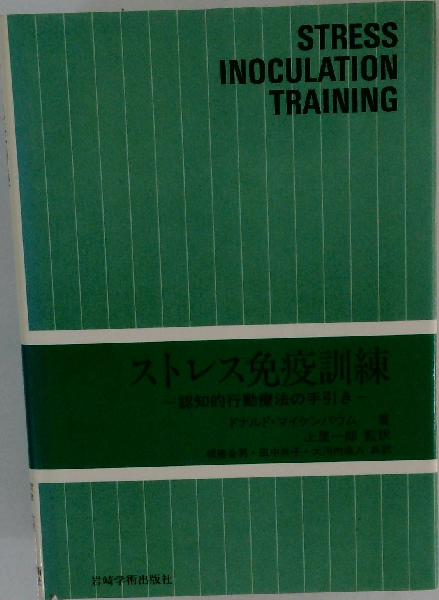 STRESS
INOCULATION
TRAINING
ストレス免疫訓練
―認知的行動療法の手引き―
ドナルド・マイケンバウム 著
上里一郎 監訳
岩崎学術出版社